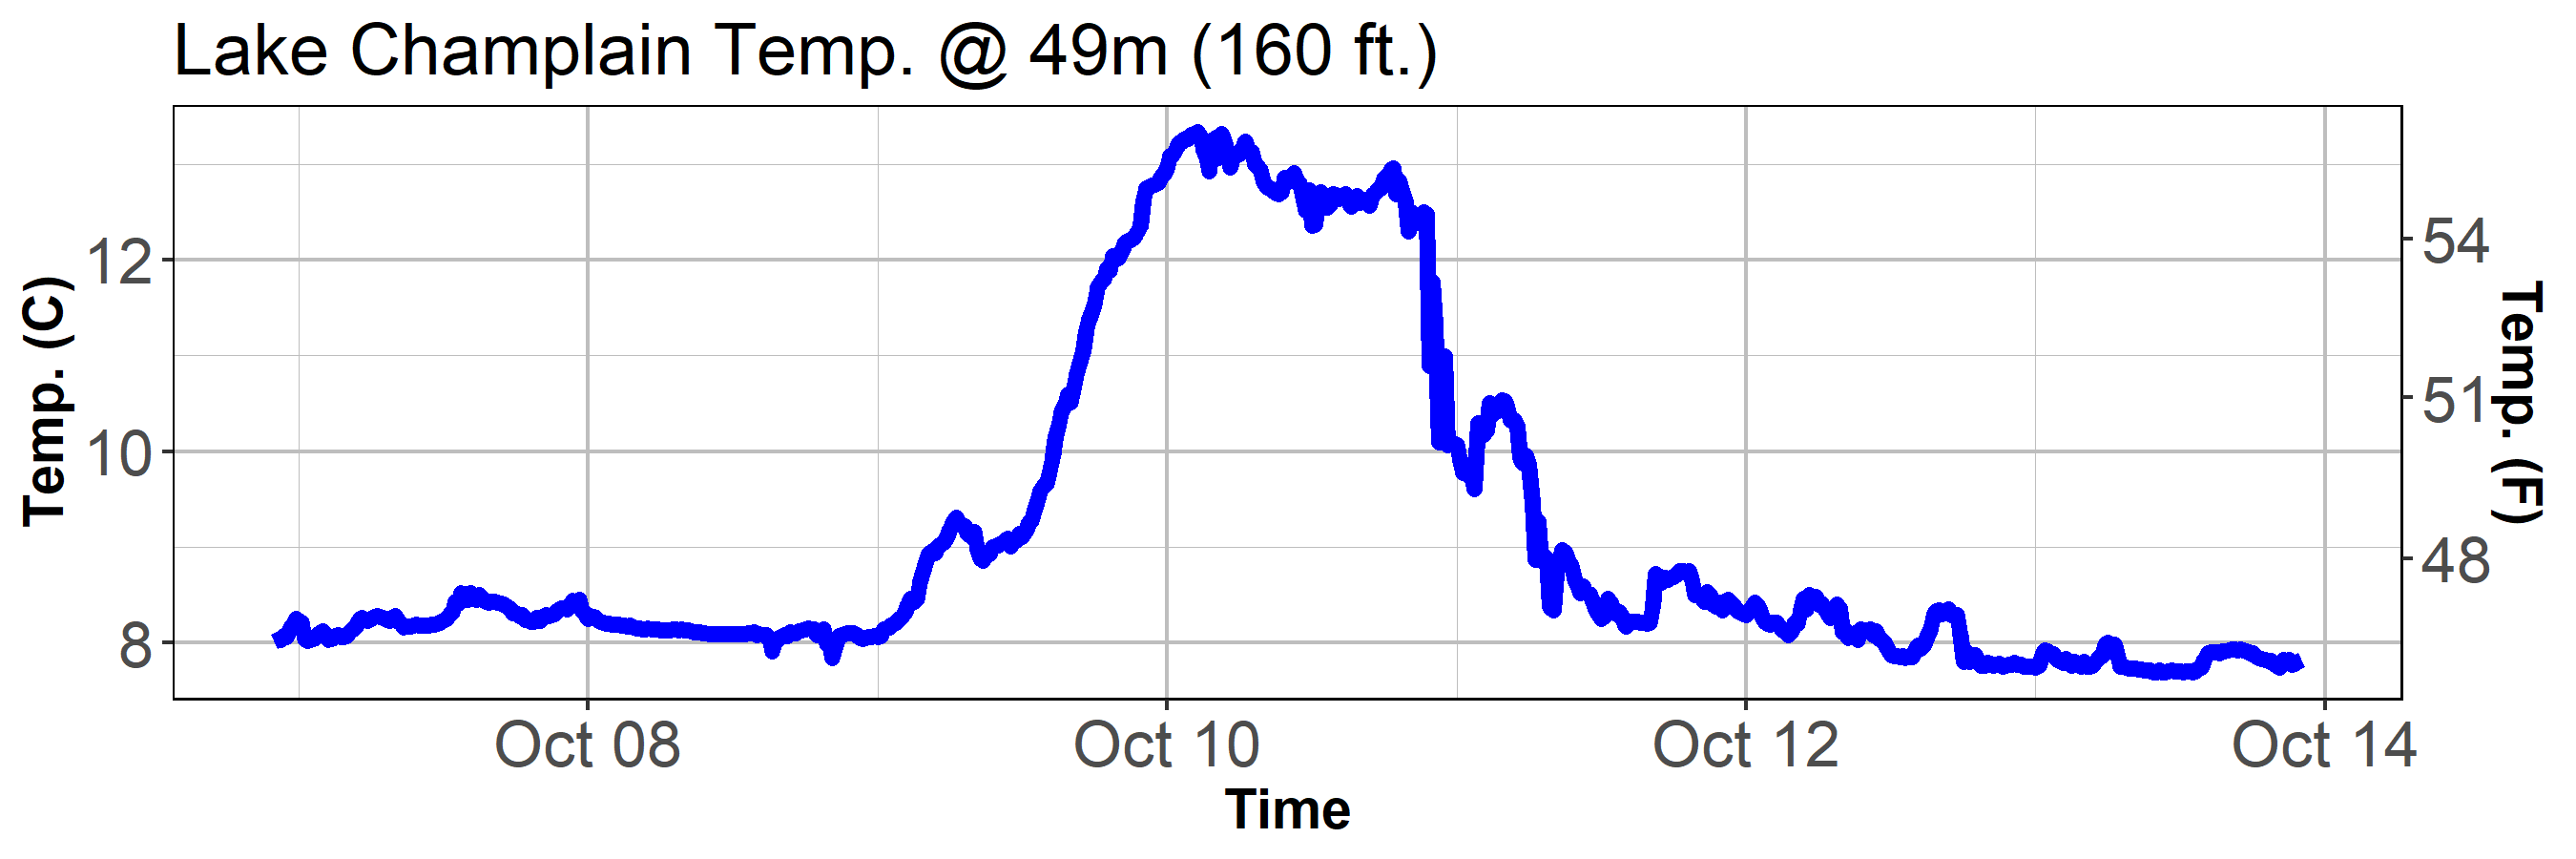 Lake Champlain Temp. @ 49m (160 ft.)
Temp. (C)
12
10
8
54
51
48
Temp. (F)
Oct 08
Oct 10
Oct 12
Oct 14
Time